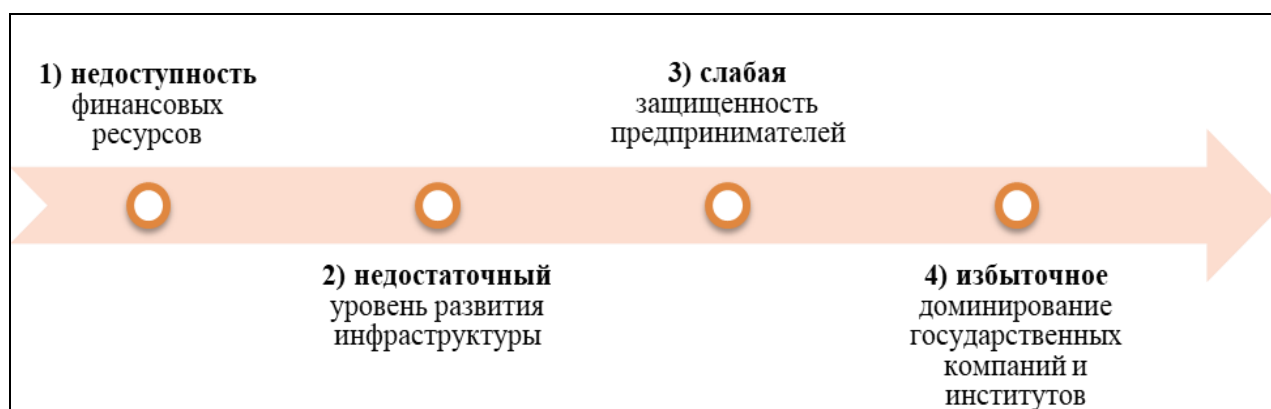 1) недоступность
финансовых
ресурсов
2) недостаточный
уровень развития
инфраструктуры
3) слабая
защищенность
предпринимателей
4) избыточное
доминирование
государственных
компаний и
институтов